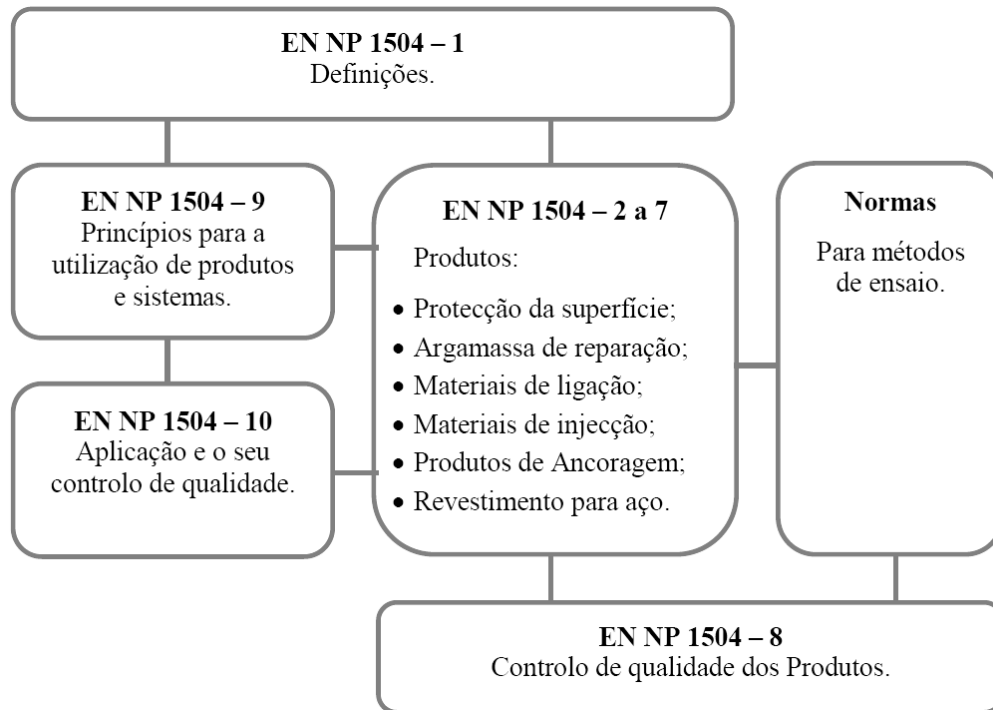 EN NP 1504 – 1
Definições.
EN NP 1504 – 9
Princípios para a
utilização de produtos
e sistemas.
EN NP 1504 – 10
Aplicação e o seu
controlo de qualidade.
EN NP 1504 – 2 a 7
Produtos:
• Protecção da superfície;
• Argamassa de reparação;
• Materiais de ligação;
• Materiais de injecção;
• Produtos de Ancoragem;
• Revestimento para aço.
Normas
Para métodos
de ensaio.
EN NP 1504 – 8
Controlo de qualidade dos Produtos.